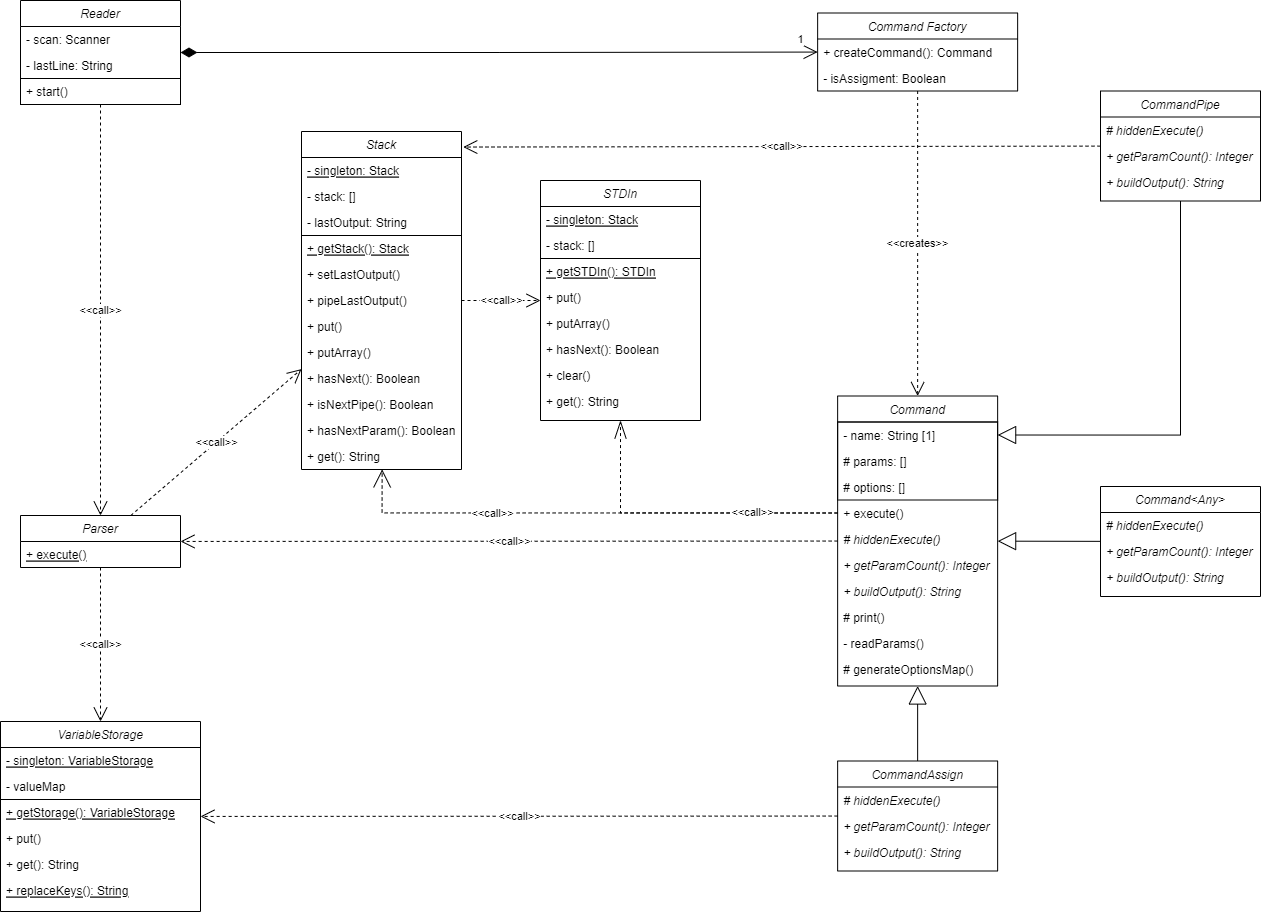 Reader
- scan: Scanner
- lastLine: String
+ start()
1
Command Factory
+ createCommand(): Command
- isAssigment: Boolean
CommandPipe
# hiddenExecute()
+ getParamCount(): Integer
+ buildOutput(): String
<<call>>
Stack
- singleton: Stack
- stack: []
- lastOutput: String
+ getStack(): Stack
+ setLastOutput()
+ pipeLastOutput()
+ put()
+ putArray()
+ hasNext(): Boolean
+ isNextPipe(): Boolean
+ hasNextParam(): Boolean
+ get(): String
STDIn
- singleton: Stack
- stack: []
+ getSTDIn(): STDIn
+ put()
+ putArray()
+ hasNext(): Boolean
+ clear()
+ get(): String
<<creates>>
<<call>>
<<call>>
<<call>>
Command
- name: String [1]
# params: []
# options: []
+ execute()
# hiddenExecute()
+ getParamCount(): Integer
+ buildOutput(): String
# print()
- readParams()
# generateOptionsMap()
Command<Any>
# hiddenExecute()
+ getParamCount(): Integer
+ buildOutput(): String
<<call>>
<<call>>
<<call>>
Parser
+ execute()
<<call>>
VariableStorage
- singleton: VariableStorage
- valueMap
+ getStorage(): VariableStorage
+ put()
+ get(): String
+ replaceKeys(): String
<<call>>
CommandAssign
# hiddenExecute()
+ getParamCount(): Integer
+ buildOutput(): String